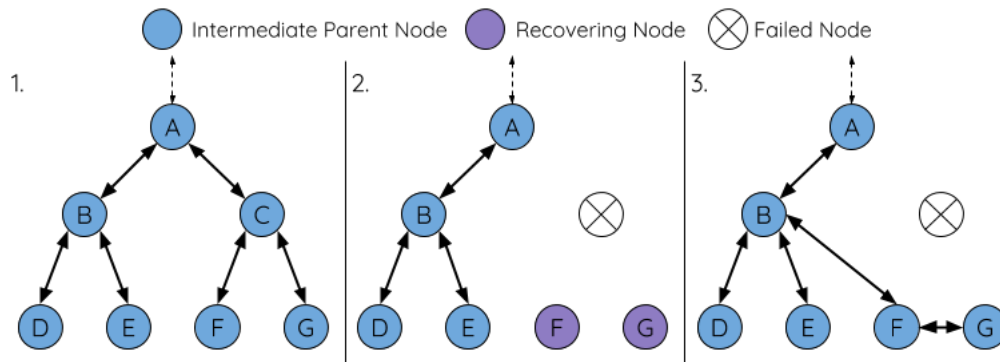 Intermediate Parent Node Recovering Node Failed Node
1. 2. 3.
A A A
B C B B
D E F G D E F G D E F G